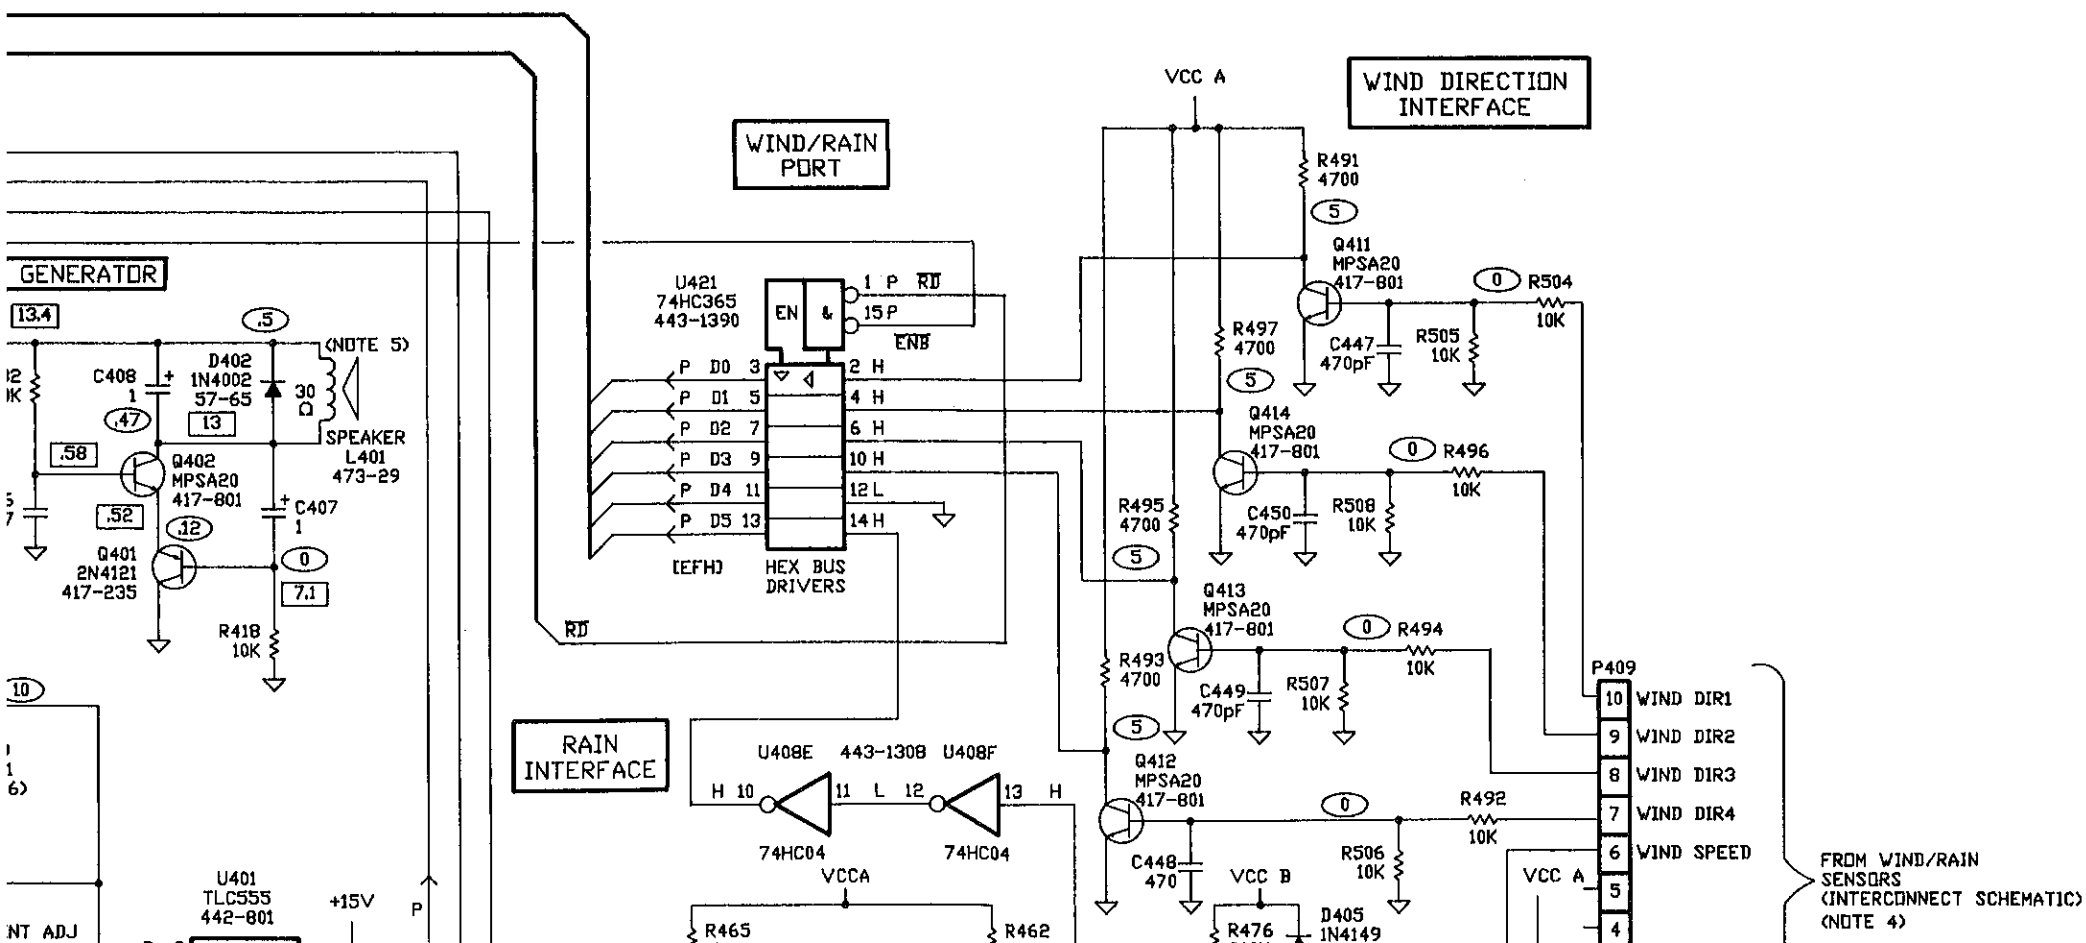 VCC A
WIND DIRECTION
INTERFACE
WIND/RAIN
PORT
R491
4700
5
Q411
MPSA20
417-801
0
R504
10K
R505
10K
C447
470pF
GENERATOR
13.4
.5
(NOTE 5)
D402
1N4002
57-65
C408
1
+
30
Ω
.47
13
SPEAKER
L401
473-29
.58
Q402
MPSA20
417-801
.52
.12
+
C407
1
Q401
2N4121
417-235
0
7.1
R418
10K
10
U421
74HC365
443-1390
EN
&
1 P RD
15 P
ENB
P D0 3
2 H
P D1 5
4 H
P D2 7
6 H
P D3 9
10 H
P D4 11
12 L
P D5 13
14 H
(EFH)
HEX BUS
DRIVERS
RD
R497
4700
5
Q414
MPSA20
417-801
0
R496
10K
C450
470pF
R508
10K
R495
4700
5
Q413
MPSA20
417-801
0
R494
10K
C449
470pF
R507
10K
R493
4700
5
Q412
MPSA20
417-801
0
R492
10K
C448
470
R506
10K
P409
10 WIND DIR1
9 WIND DIR2
8 WIND DIR3
7 WIND DIR4
6 WIND SPEED
5
4
VCC A
FROM WIND/RAIN
SENSORS
(INTERCONNECT SCHEMATIC)
(NOTE 4)
RAIN
INTERFACE
U408E 443-1308 U408F
H 10
11 L 12
13 H
74HC04
74HC04
VCCA
R465
R462
VCC B
R476
D405
1N4149
U401
TLC555
442-801
+15V
P
6)
NT ADJ